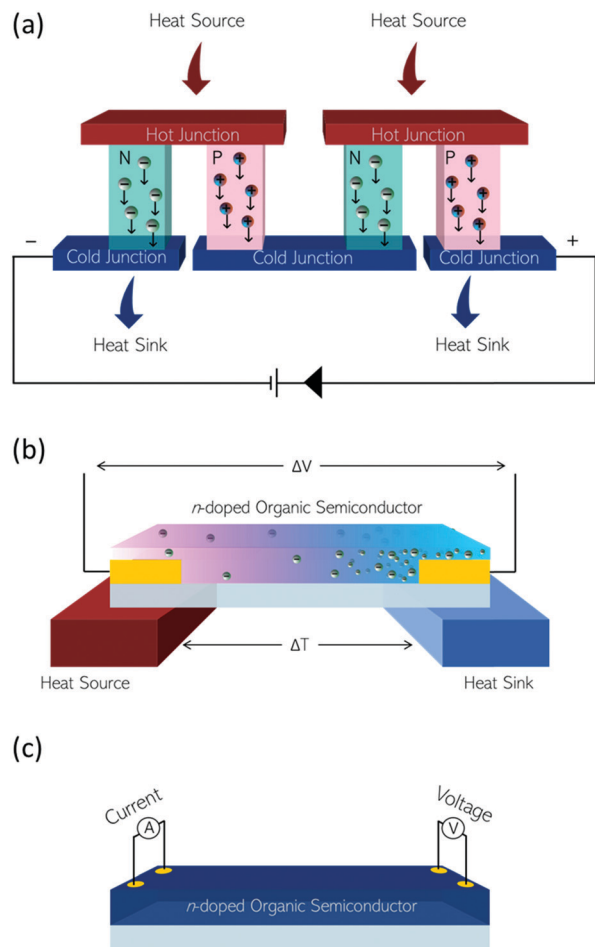 (a)
Heat Source
Heat Source
Hot Junction
Hot Junction
N
P
N
P
−
+
Cold Junction
Cold Junction
Cold Junction
Heat Sink
Heat Sink
(b)
ΔV
n-doped Organic Semiconductor
ΔT
Heat Source
Heat Sink
(c)
Current
Voltage
A
V
n-doped Organic Semiconductor